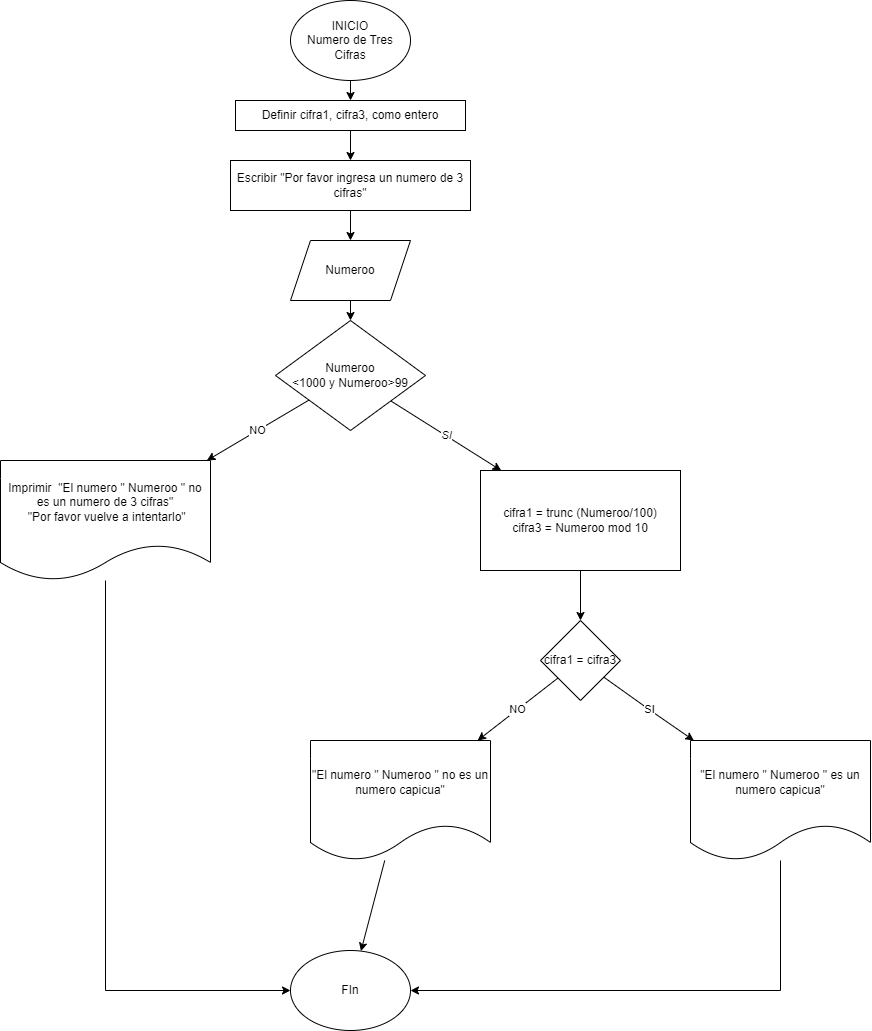 INICIO
Numero de Tres
Cifras
Definir cifra1, cifra3, como entero
Escribir "Por favor ingresa un numero de 3
cifras"
Numeroo
Numeroo
<1000 y Numeroo>99
NO
SI
Imprimir "El numero " Numeroo " no
es un numero de 3 cifras"
"Por favor vuelve a intentarlo"
cifra1 = trunc (Numeroo/100)
cifra3 = Numeroo mod 10
cifra1 = cifra3
NO
SI
"El numero " Numeroo " no es un
numero capicua"
"El numero " Numeroo " es un
numero capicua"
FIn